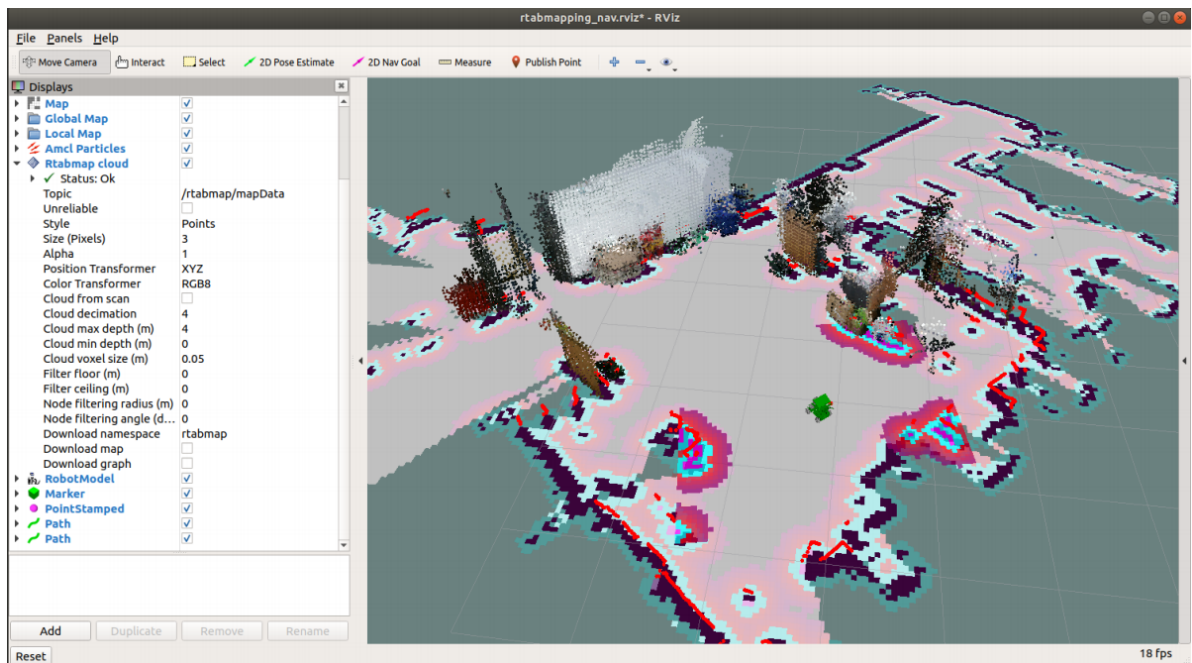 rtabmapping_nav.rviz* - RViz
File Panels Help
Move Camera Interact Select 2D Pose Estimate 2D Nav Goal Measure Publish Point
Displays
Map
Global Map
Local Map
Amcl Particles
Rtabmap cloud
Status: Ok
Topic /rtabmap/mapData
Unreliable
Style Points
Size (Pixels) 3
Alpha 1
Position Transformer XYZ
Color Transformer RGB8
Cloud from scan
Cloud decimation 4
Cloud max depth (m) 4
Cloud min depth (m) 0
Cloud voxel size (m) 0.05
Filter floor (m) 0
Filter ceiling (m) 0
Node filtering radius (m) 0
Node filtering angle (d... 0
Download namespace rtabmap
Download map
Download graph
RobotModel
Marker
PointStamped
Path
Path
Add Duplicate Remove Rename
Reset 18 fps